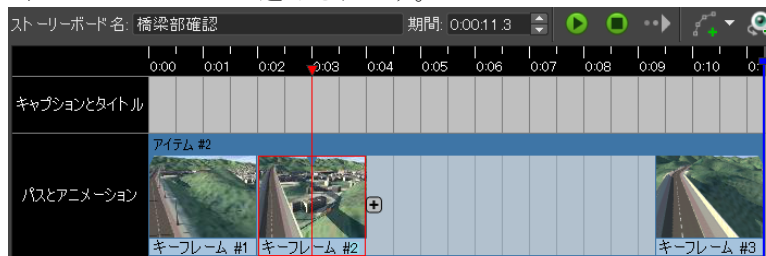 ストーリーボード名: 橋梁部確認 期間: 0:00:11.3
0:00 0:01 0:02 0:03 0:04 0:05 0:06 0:07 0:08 0:09 0:10
キャプションとタイトル
アイテム #2
パスとアニメーション
キーフレーム #1 キーフレーム #2 キーフレーム #3